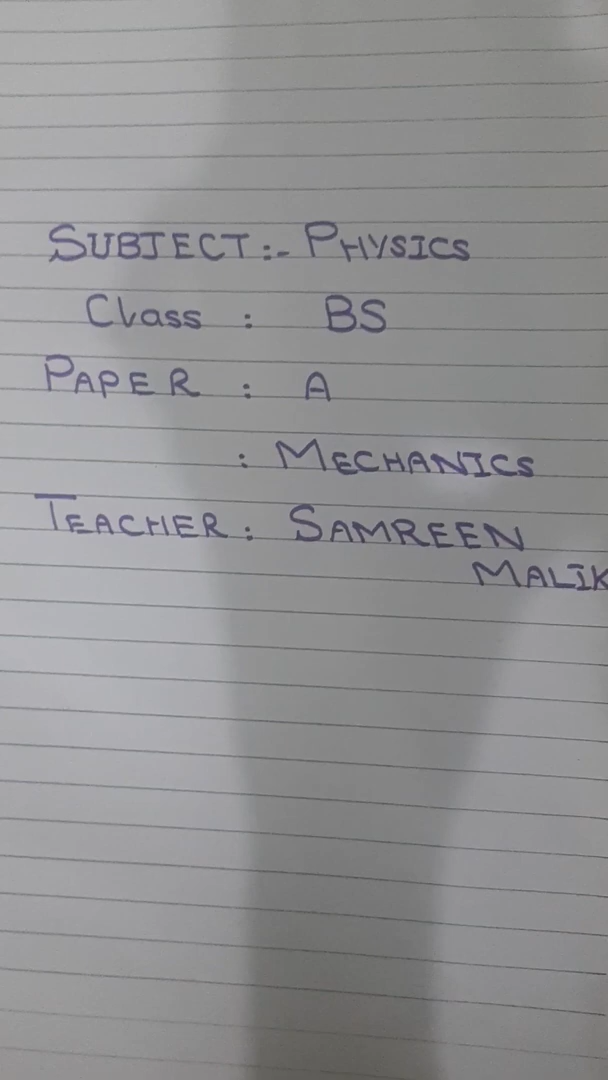 SUBJECT:- PHYSICS
Class : BS
PAPER : A
: MECHANICS
TEACHER : SAMREEN
MALIK